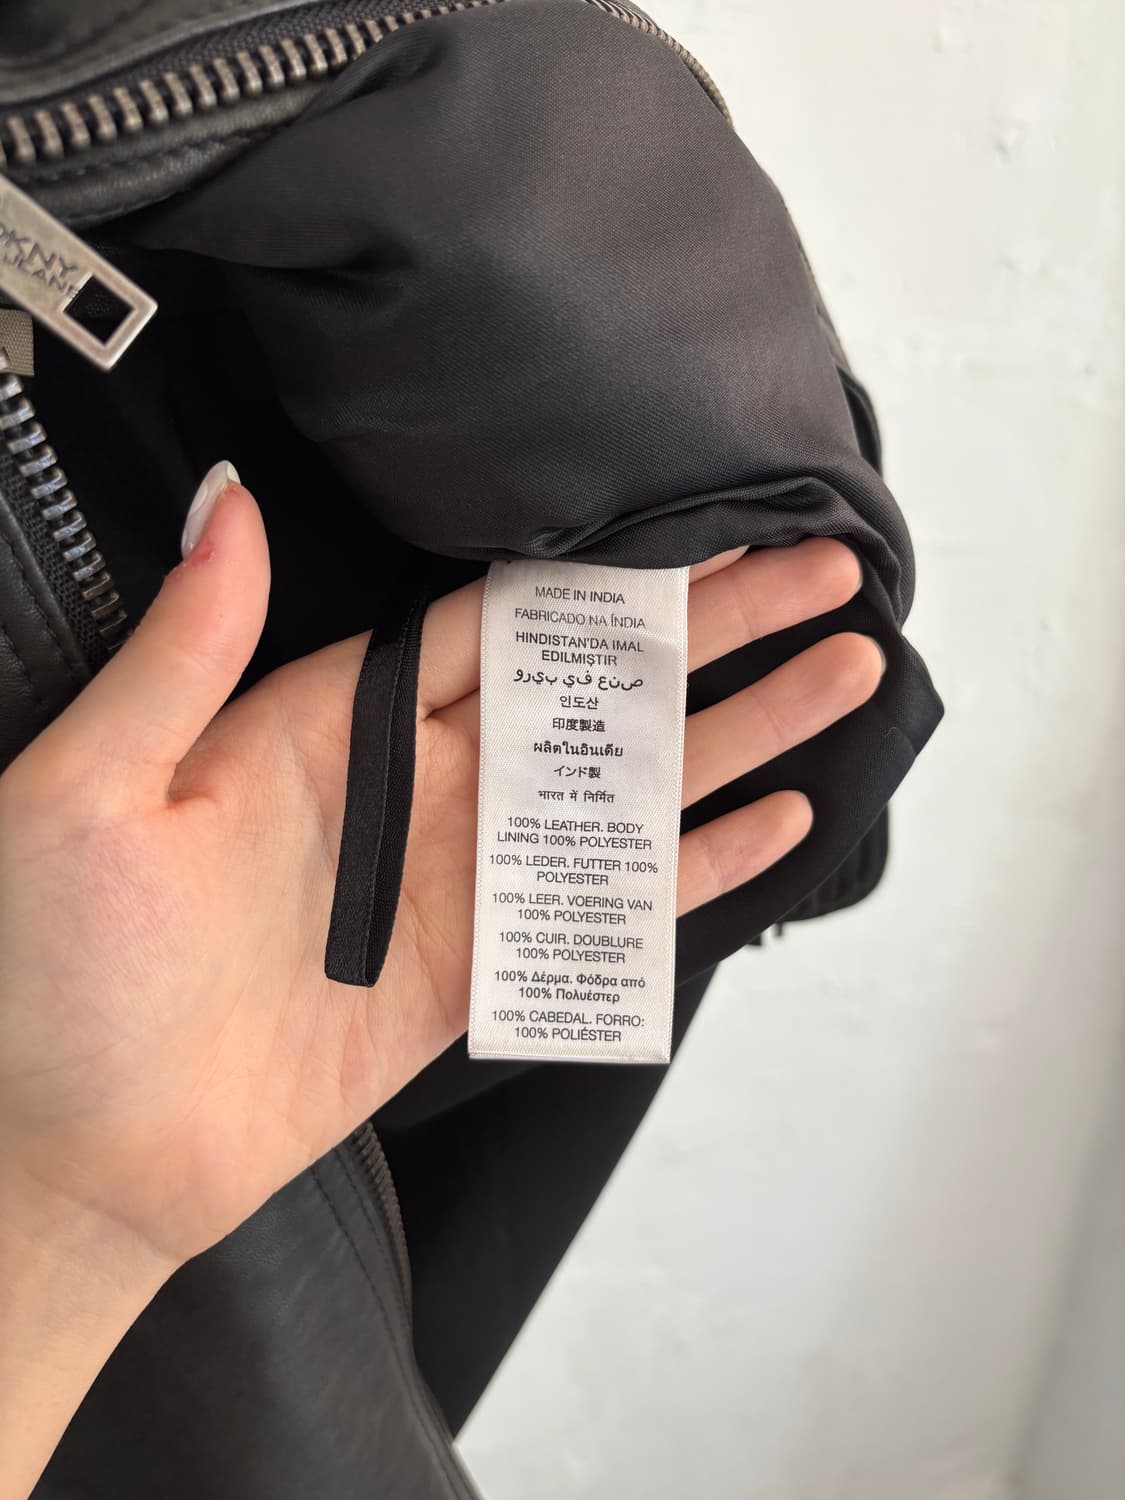 DKNY
MADE IN INDIA
FABRICADO NA ÍNDIA
HINDISTAN'DA IMAL
EDILMIŞTIR
صنع في بيرو
인도산
印度製造
ผลิตในอินเดีย
インド製
भारत में निर्मित
100% LEATHER. BODY
LINING 100% POLYESTER
100% LEDER. FUTTER 100%
POLYESTER
100% LEER. VOERING VAN
100% POLYESTER
100% CUIR. DOUBLURE
100% POLYESTER
100% Δέρμα. Φόδρα από
100% Πολυέστερ
100% CABEDAL. FORRO:
100% POLIÉSTER